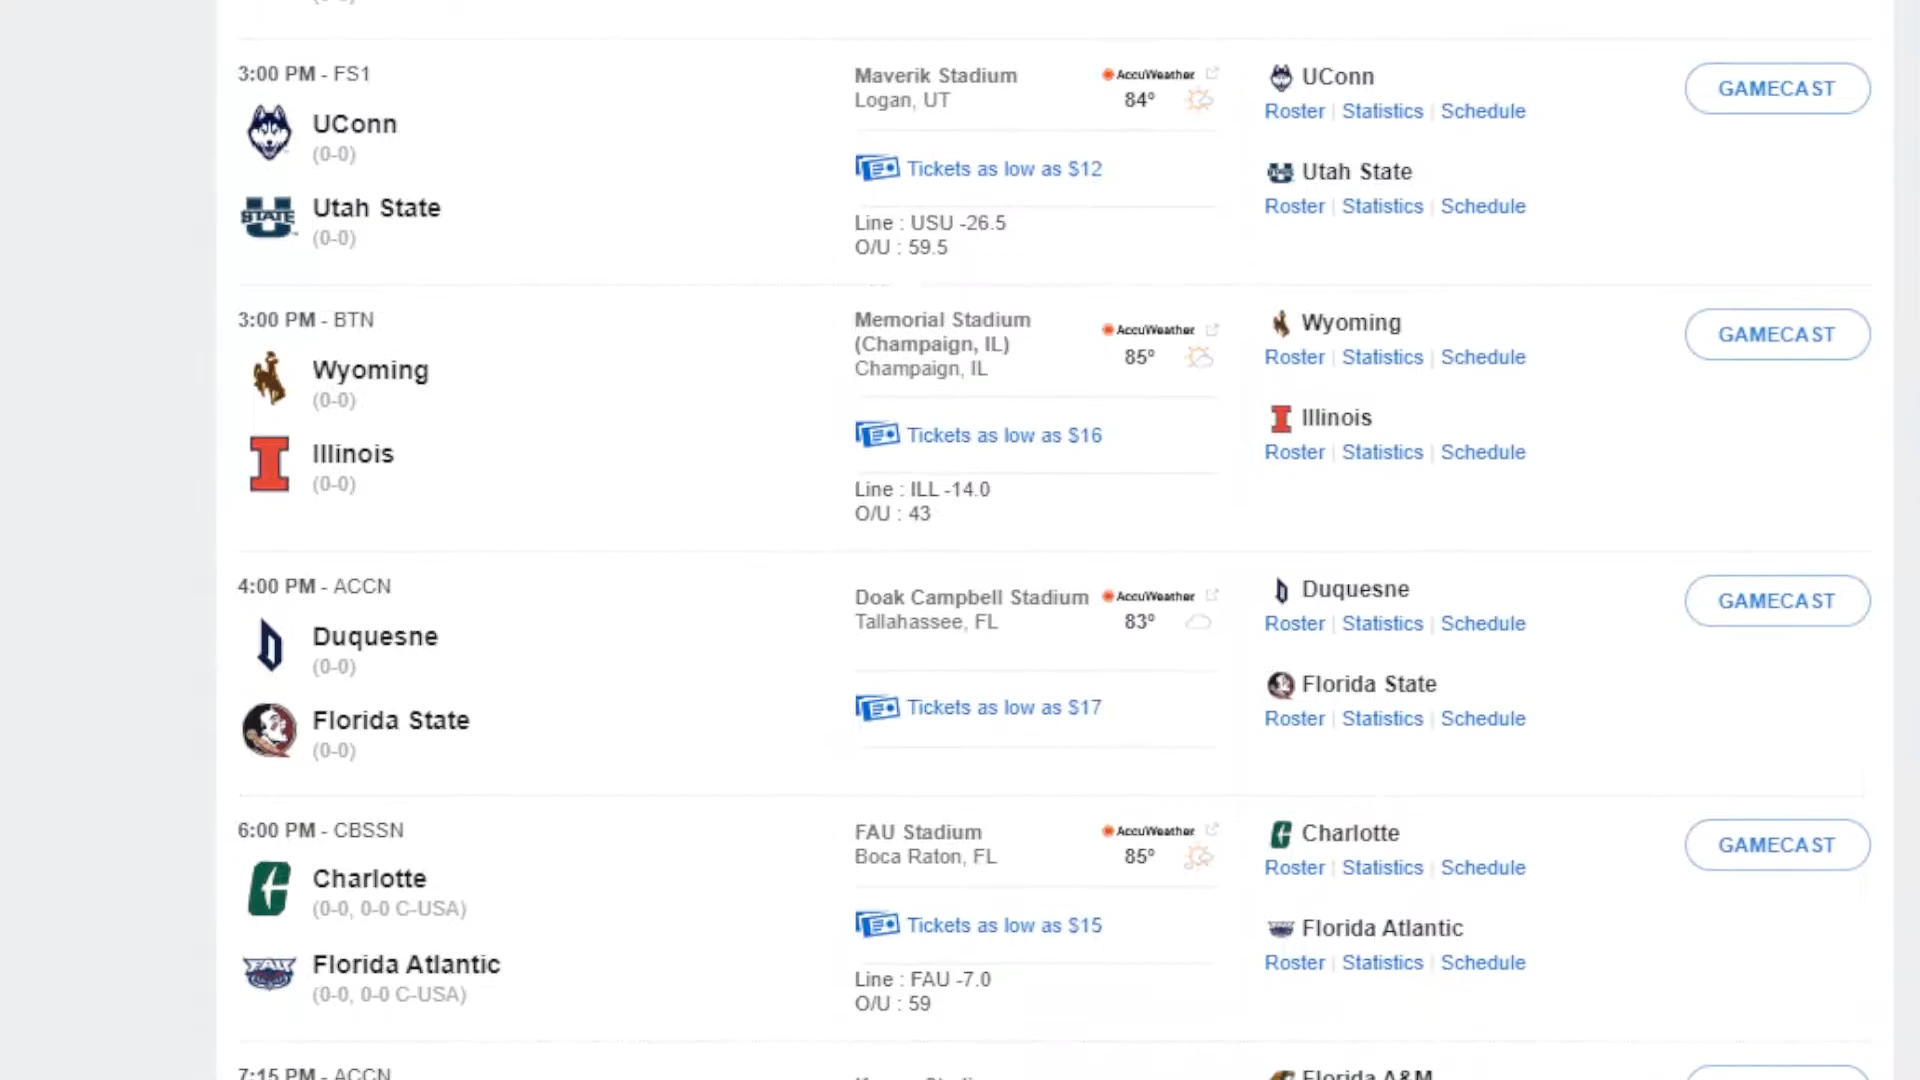 3:00 PM - FS1
UConn
(0-0)
STATE
Utah State
(0-0)
Maverik Stadium
Logan, UT
AccuWeather
84°
Tickets as low as $12
Line : USU -26.5
O/U : 59.5
UConn
Roster | Statistics | Schedule
Utah State
Roster | Statistics | Schedule
GAMECAST
3:00 PM - BTN
Wyoming
(0-0)
Illinois
(0-0)
Memorial Stadium
(Champaign, IL)
Champaign, IL
AccuWeather
85°
Tickets as low as $16
Line : ILL -14.0
O/U : 43
Wyoming
Roster | Statistics | Schedule
Illinois
Roster | Statistics | Schedule
GAMECAST
4:00 PM - ACCN
Duquesne
(0-0)
Florida State
(0-0)
Doak Campbell Stadium
Tallahassee, FL
AccuWeather
83°
Tickets as low as $17
Duquesne
Roster | Statistics | Schedule
Florida State
Roster | Statistics | Schedule
GAMECAST
6:00 PM - CBSSN
Charlotte
(0-0, 0-0 C-USA)
FAU
Florida Atlantic
(0-0, 0-0 C-USA)
FAU Stadium
Boca Raton, FL
AccuWeather
85°
Tickets as low as $15
Line : FAU -7.0
O/U : 59
Charlotte
Roster | Statistics | Schedule
Florida Atlantic
Roster | Statistics | Schedule
GAMECAST
7:15 PM - ACCN
Florida A&M